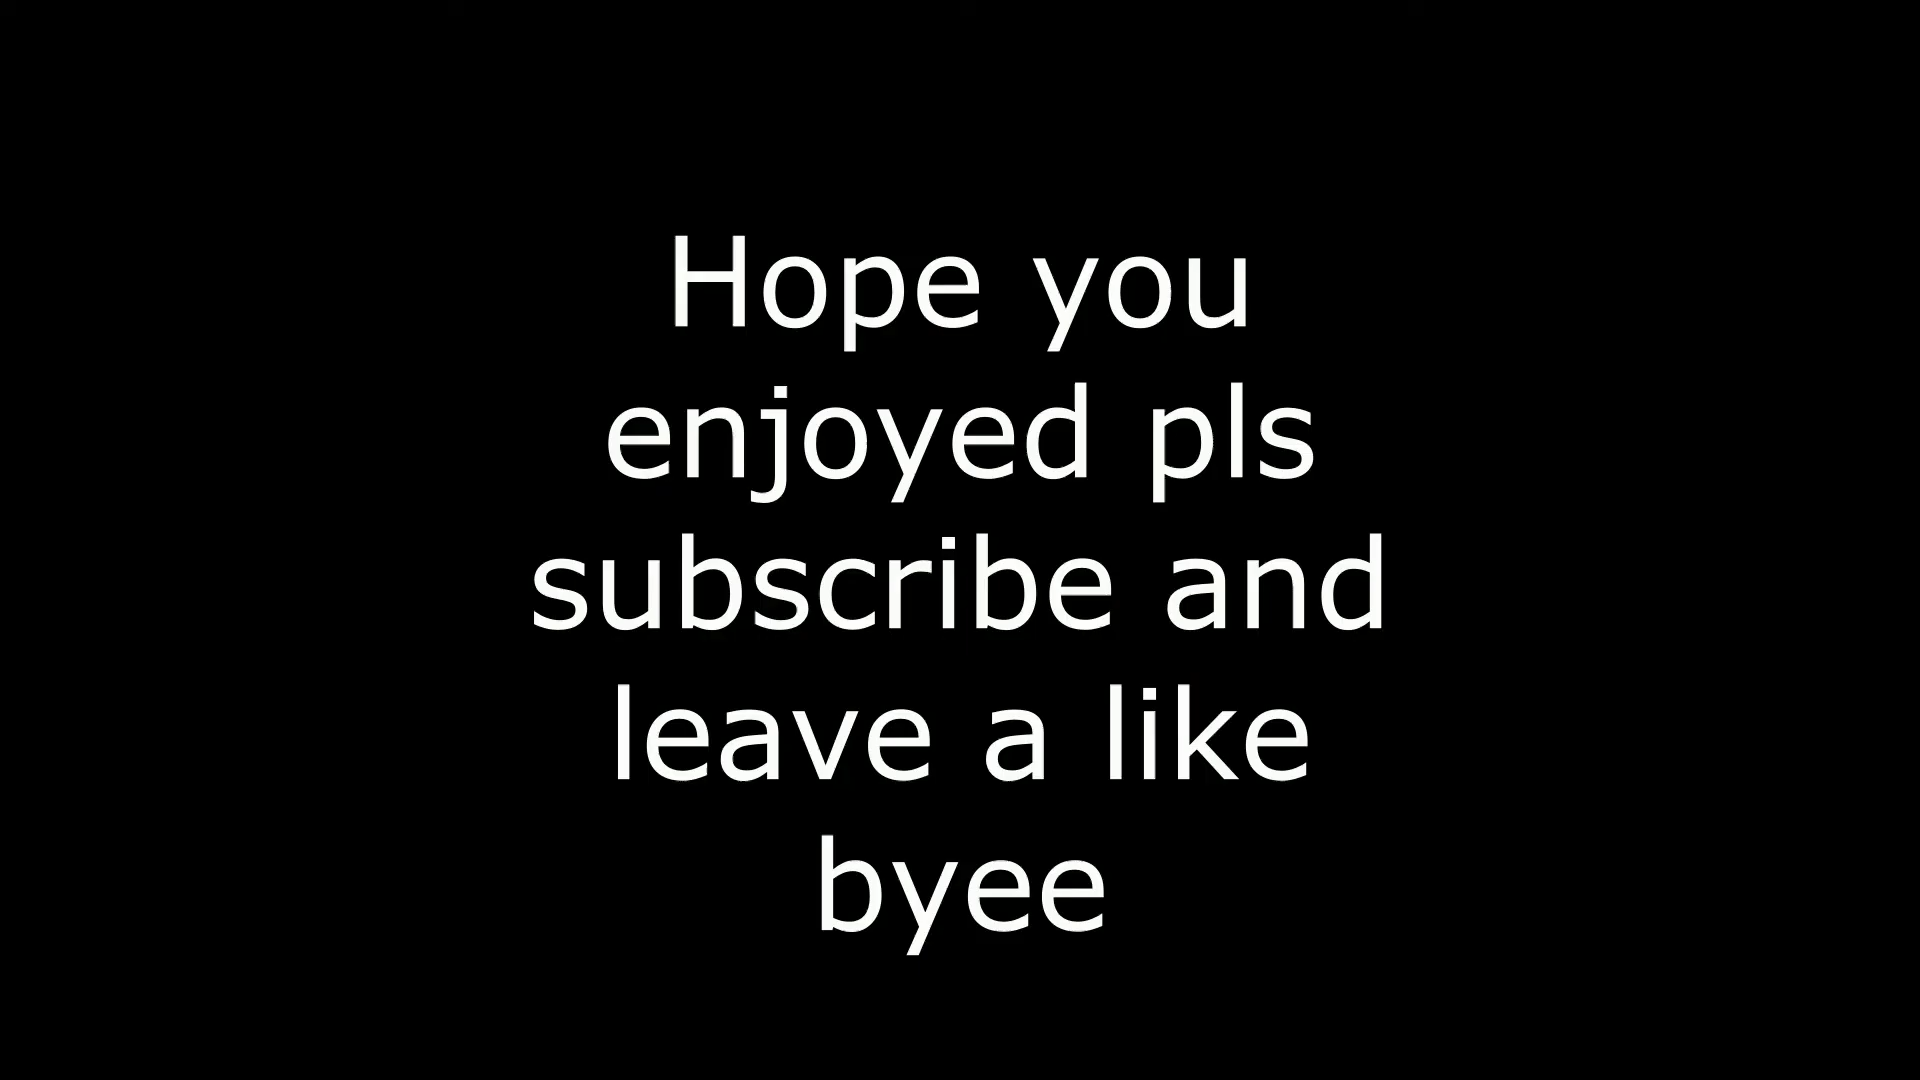 Hope you
enjoyed pls
subscribe and
leave a like
byee